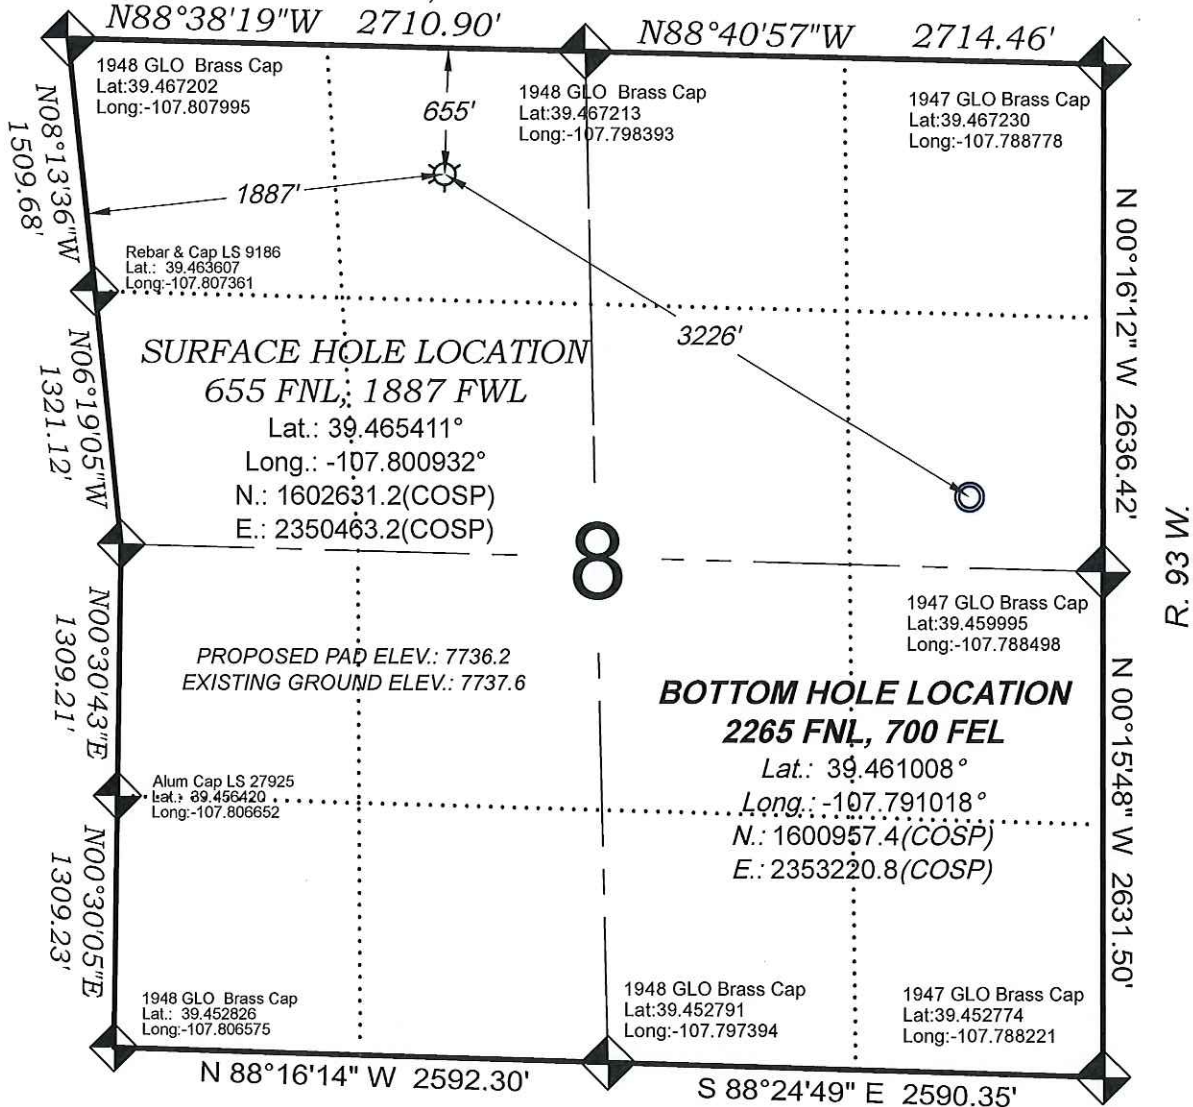 N88°38'19"W 2710.90'
N88°40'57"W 2714.46'
1948 GLO Brass Cap
Lat:39.467202
Long:-107.807995
655'
1948 GLO Brass Cap
Lat:39.467213
Long:-107.798393
1947 GLO Brass Cap
Lat:39.467230
Long:-107.788778
N08°13'36"W
1509.68'
1887'
Rebar & Cap LS 9186
Lat.: 39.463607
Long:-107.807361
N 00°16'12" W 2636.42'
3226'
SURFACE HOLE LOCATION
655 FNL, 1887 FWL
Lat.: 39.465411°
Long.: -107.800932°
N.: 1602631.2(COSP)
E.: 2350463.2(COSP)
N06°19'05"W
1321.12'
8
R. 93 W.
1947 GLO Brass Cap
Lat:39.459995
Long:-107.788498
N00°30'43"E
1309.21'
PROPOSED PAD ELEV.: 7736.2
EXISTING GROUND ELEV.: 7737.6
BOTTOM HOLE LOCATION
2265 FNL, 700 FEL
Lat.: 39.461008°
Long.: -107.791018°
N.: 1600957.4(COSP)
E.: 2353220.8(COSP)
N 00°15'48" W 2631.50'
Alum Cap LS 27925
Lat.: 39.456420
Long:-107.806652
N00°30'05"E
1309.23'
1948 GLO Brass Cap
Lat.: 39.452826
Long:-107.806575
1948 GLO Brass Cap
Lat:39.452791
Long:-107.797394
1947 GLO Brass Cap
Lat:39.452774
Long:-107.788221
N 88°16'14" W 2592.30'
S 88°24'49" E 2590.35'